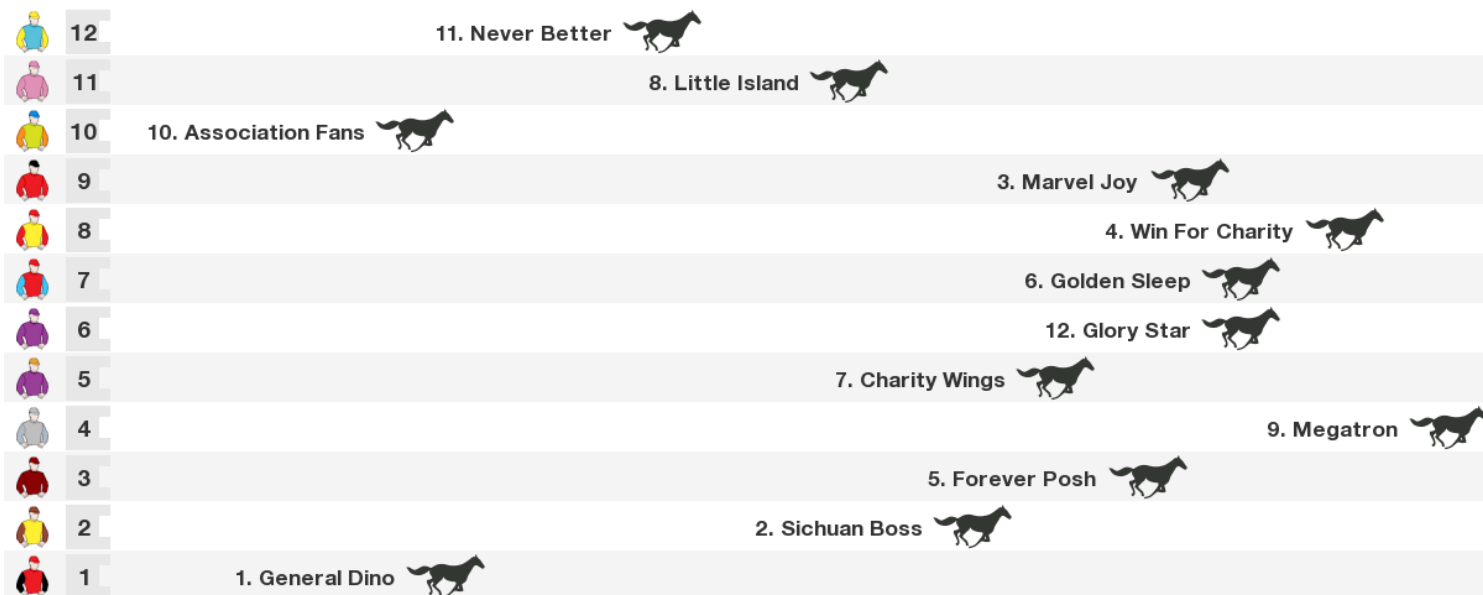 12 11. Never Better
11 8. Little Island
10 10. Association Fans
9 3. Marvel Joy
8 4. Win For Charity
7 6. Golden Sleep
6 12. Glory Star
5 7. Charity Wings
4 9. Megatron
3 5. Forever Posh
2 2. Sichuan Boss
1 1. General Dino